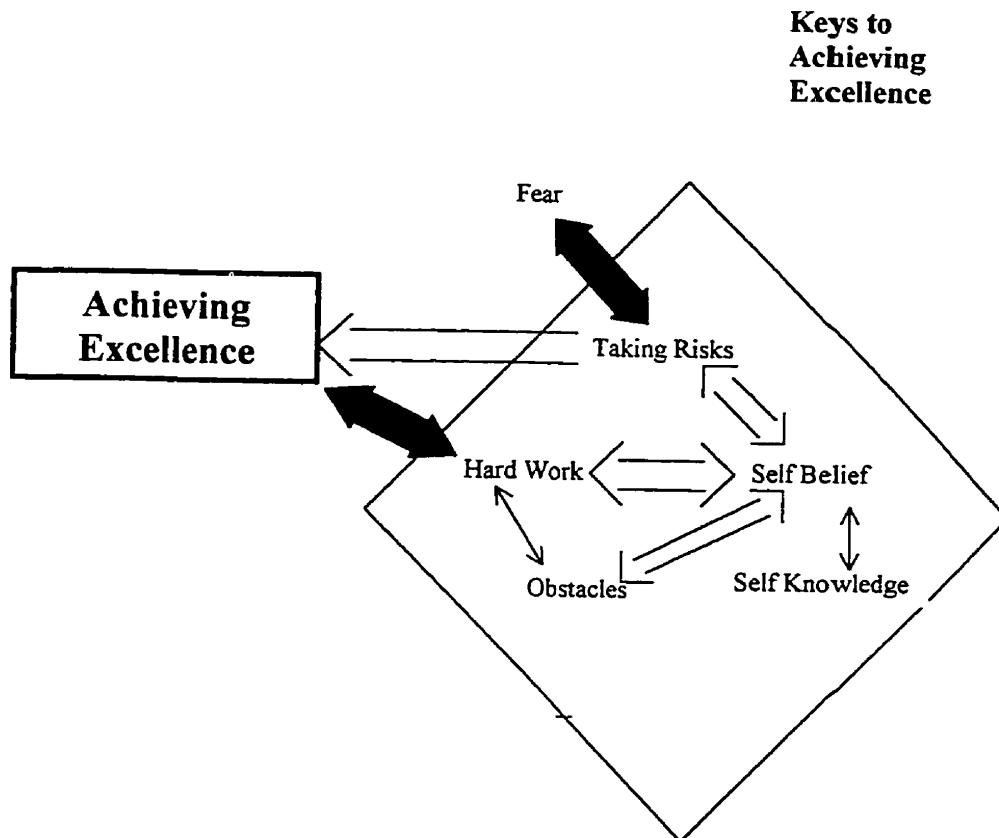 Keys to
Achieving
Excellence
Fear
Achieving
Excellence
Taking Risks
Hard Work
Self Belief
Obstacles
Self Knowledge